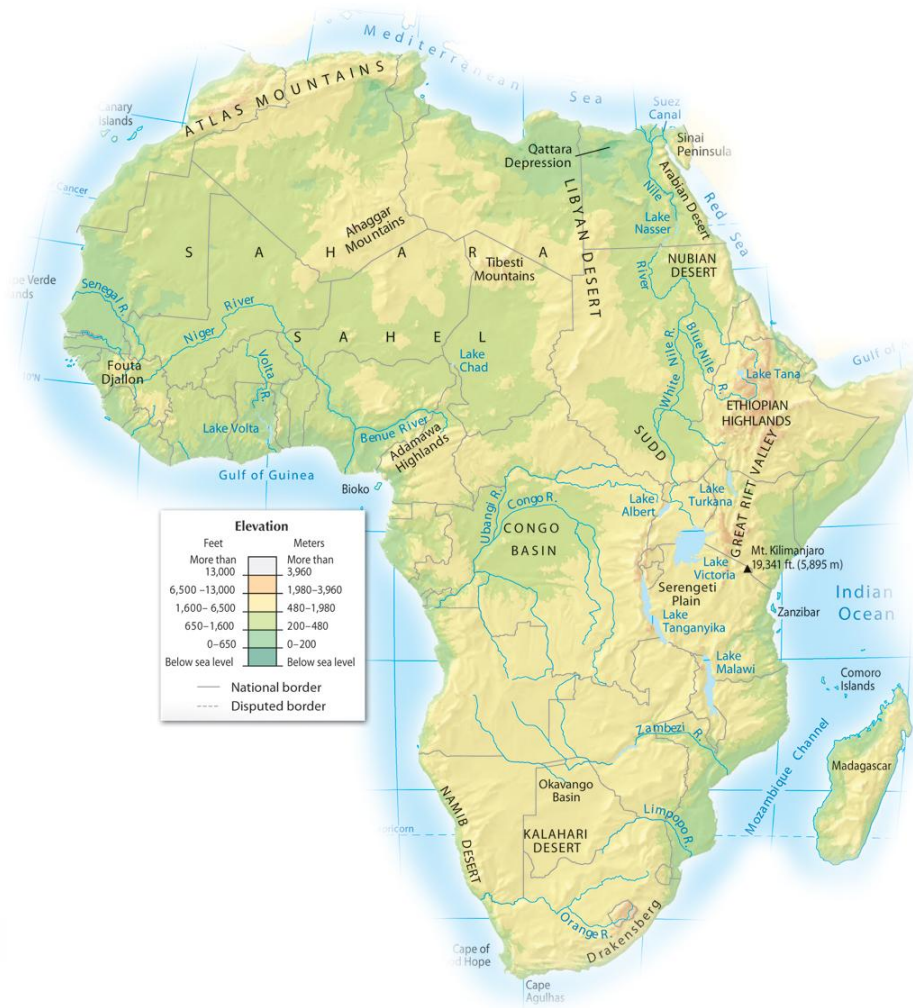 Mediterranean Sea
ATLAS MOUNTAINS
Canary
Islands
Suez
Canal
Sinai
Peninsula
Qattara
Depression
Cancer
Nile
Arabian Desert
Red Sea
LIBYAN DESERT
Lake
Nasser
Ahaggar
Mountains
SAHARA
Tibesti
Mountains
NUBIAN
DESERT
River
Verde
Senegal R.
Niger River
SAHEL
Lake
Chad
White Nile R.
Blue Nile R.
Lake Tana
Gulf of
Fouta
Djallon
10°N
Volta R.
ETHIOPIAN
HIGHLANDS
Lake Volta
Benue River
Adamawa
Highlands
SUDD
Gulf of Guinea
Bioko
Ubangi R.
Congo R.
CONGO
BASIN
Lake
Albert
Lake
Turkana
GREAT RIFT VALLEY
Mt. Kilimanjaro
19,341 ft. (5,895 m)
Lake
Victoria
Serengeti
Plain
Indian
Ocean
Zanzibar
Lake
Tanganyika
Elevation
Feet Meters
More than More than
13,000 3,960
6,500 –13,000 1,980–3,960
1,600– 6,500 480–1,980
650–1,600 200–480
0–650 0–200
Below sea level Below sea level
National border
Disputed border
Lake
Malawi
Comoro
Islands
Zambezi R.
Mozambique Channel
Madagascar
Okavango
Basin
NAMIB DESERT
KALAHARI
DESERT
Limpopo R.
Orange R.
Drakensberg
Cape of
Hope
Cape
Agulhas